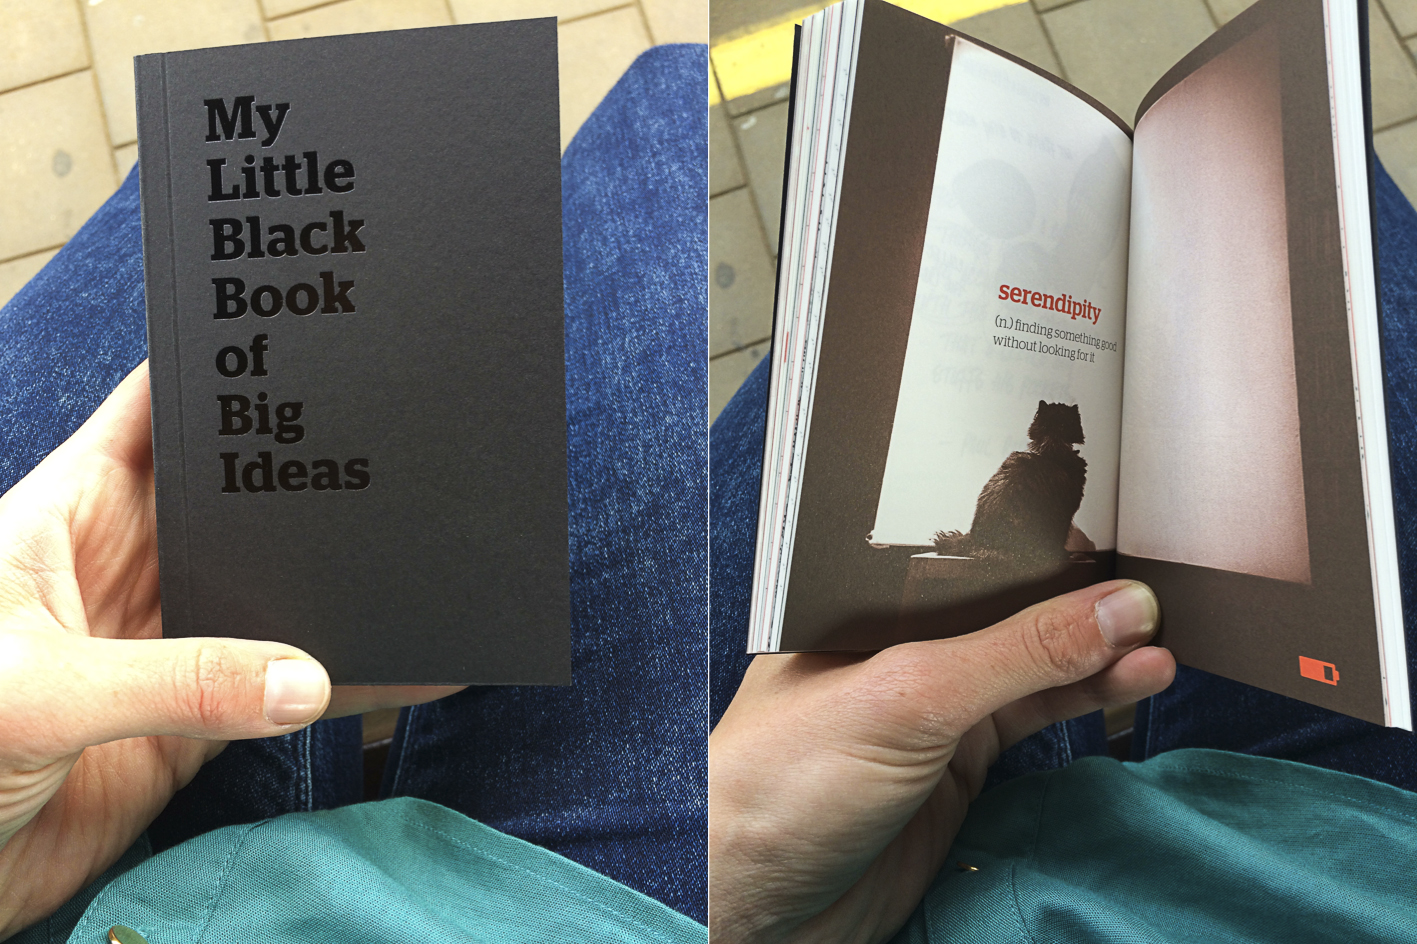 My
Little
Black
Book
of
Big
Ideas
serendipity
(n.) finding something good
without looking for it